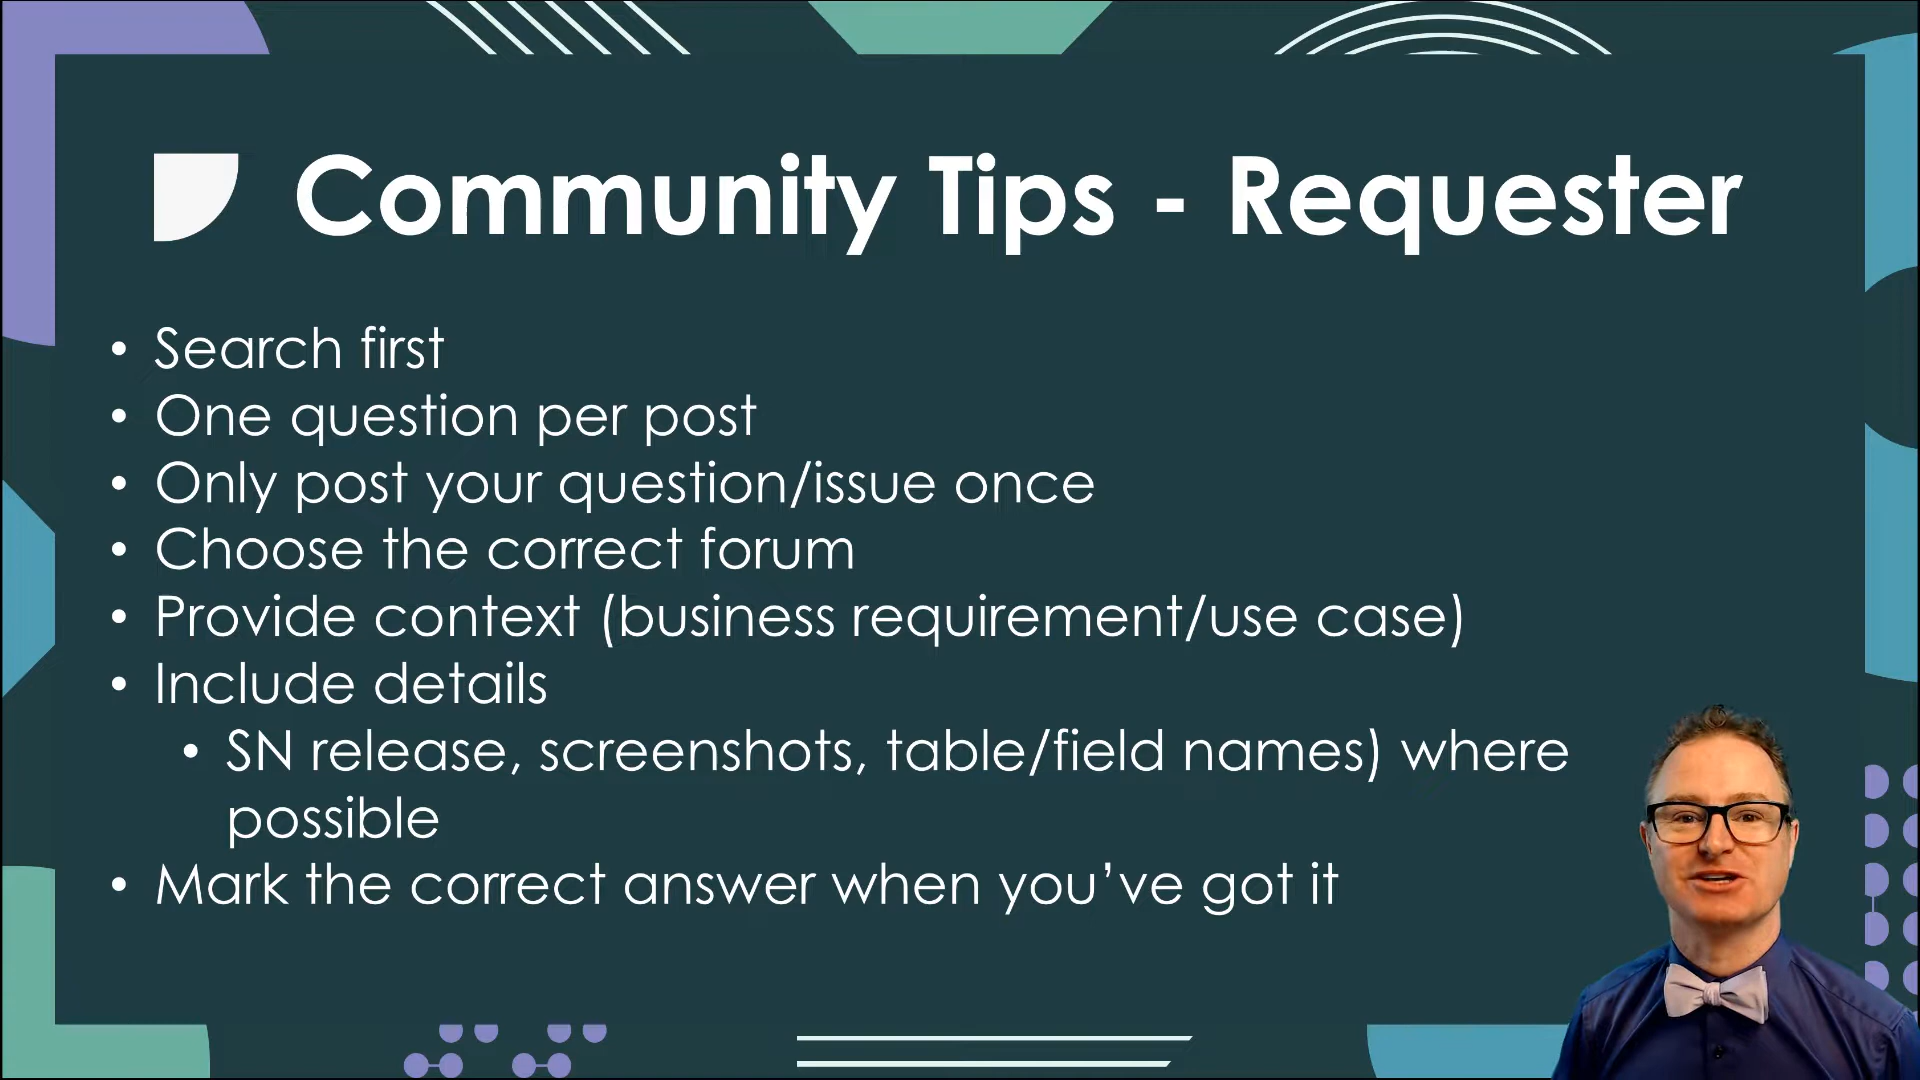 Community Tips - Requester
• Search first
• One question per post
• Only post your question/issue once
• Choose the correct forum
• Provide context (business requirement/use case)
• Include details
• SN release, screenshots, table/field names) where
possible
• Mark the correct answer when you’ve got it